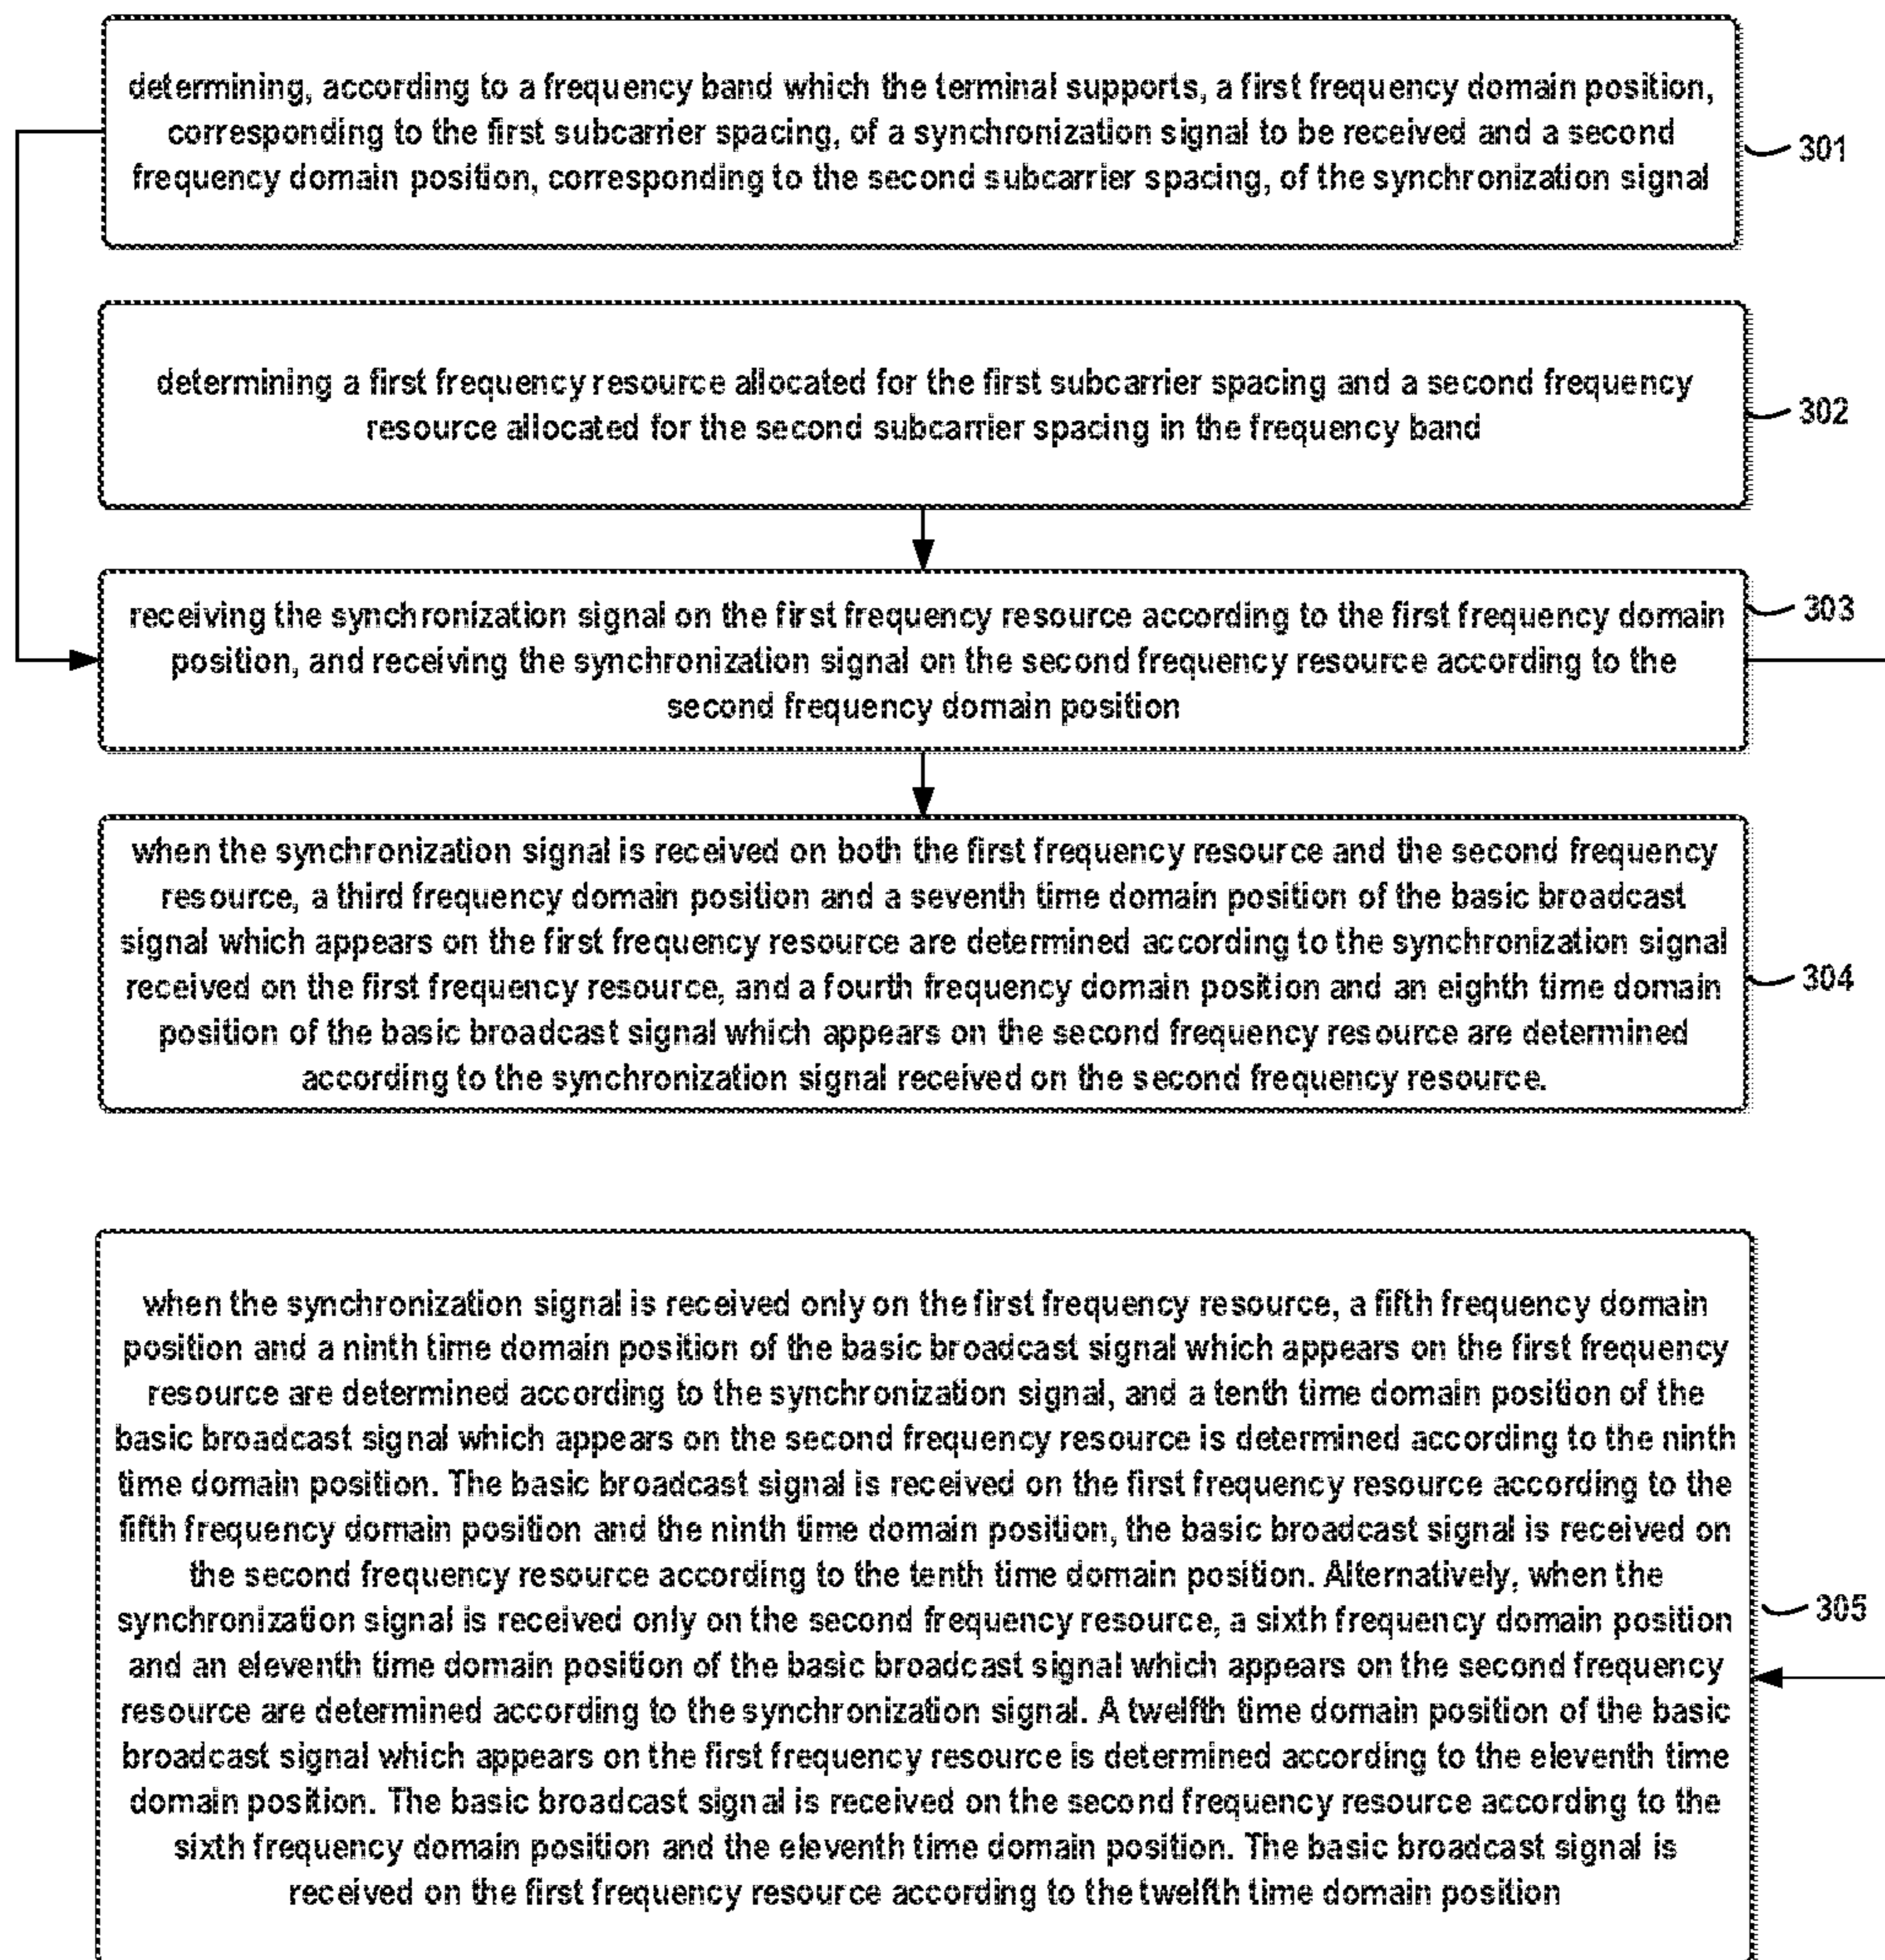 determining, according to a frequency band which the terminal supports, a first frequency domain position,
corresponding to the first subcarrier spacing, of a synchronization signal to be received and a second
frequency domain position, corresponding to the second subcarrier spacing, of the synchronization signal
301
determining a first frequency resource allocated for the first subcarrier spacing and a second frequency
resource allocated for the second subcarrier spacing in the frequency band
302
receiving the synchronization signal on the first frequency resource according to the first frequency domain
position, and receiving the synchronization signal on the second frequency resource according to the
second frequency domain position
303
when the synchronization signal is received on both the first frequency resource and the second frequency
resource, a third frequency domain position and a seventh time domain position of the basic broadcast
signal which appears on the first frequency resource are determined according to the synchronization signal
received on the first frequency resource, and a fourth frequency domain position and an eighth time domain
position of the basic broadcast signal which appears on the second frequency resource are determined
according to the synchronization signal received on the second frequency resource.
304
when the synchronization signal is received only on the first frequency resource, a fifth frequency domain
position and a ninth time domain position of the basic broadcast signal which appears on the first frequency
resource are determined according to the synchronization signal, and a tenth time domain position of the
basic broadcast signal which appears on the second frequency resource is determined according to the ninth
time domain position. The basic broadcast signal is received on the first frequency resource according to the
fifth frequency domain position and the ninth time domain position, the basic broadcast signal is received on
the second frequency resource according to the tenth time domain position. Alternatively, when the
synchronization signal is received only on the second frequency resource, a sixth frequency domain position
and an eleventh time domain position of the basic broadcast signal which appears on the second frequency
resource are determined according to the synchronization signal. A twelfth time domain position of the basic
broadcast signal which appears on the first frequency resource is determined according to the eleventh time
domain position. The basic broadcast signal is received on the second frequency resource according to the
sixth frequency domain position and the eleventh time domain position. The basic broadcast signal is
received on the first frequency resource according to the twelfth time domain position
305